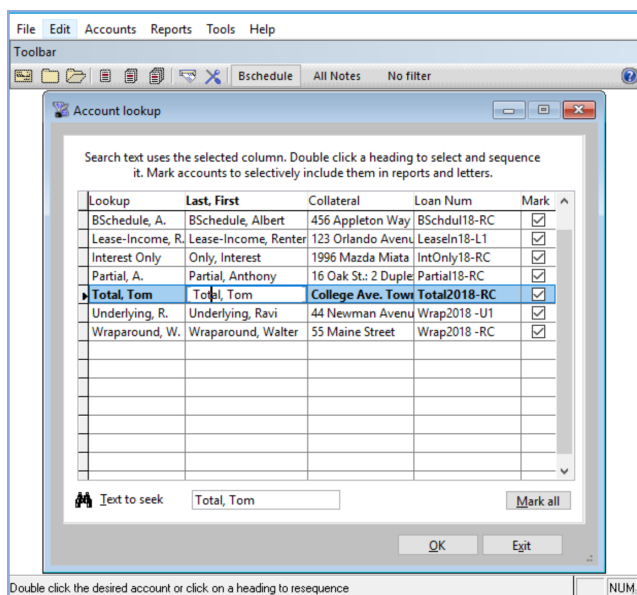 File Edit Accounts Reports Tools Help
Toolbar
Bschedule All Notes No filter
Account lookup
Search text uses the selected column. Double click a heading to select and sequence
it. Mark accounts to selectively include them in reports and letters.
Lookup Last, First Collateral Loan Num Mark
BSchedule, A. BSchedule, Albert 456 Appleton Way BSchdul18-RC
Lease-Income, R. Lease-Income, Renter 123 Orlando Avenu LeaseIn18-L1
Interest Only Only, Interest 1996 Mazda Miata IntOnly18-RC
Partial, A. Partial, Anthony 16 Oak St.: 2 Duple Partial18-RC
Total, Tom Total, Tom College Ave. Town Total2018-RC
Underlying, R. Underlying, Ravi 44 Newman Avenu Wrap2018 -U1
Wraparound, W. Wraparound, Walter 55 Maine Street Wrap2018 -RC
Text to seek Total, Tom Mark all
OK Exit
Double click the desired account or click on a heading to resequence NUM